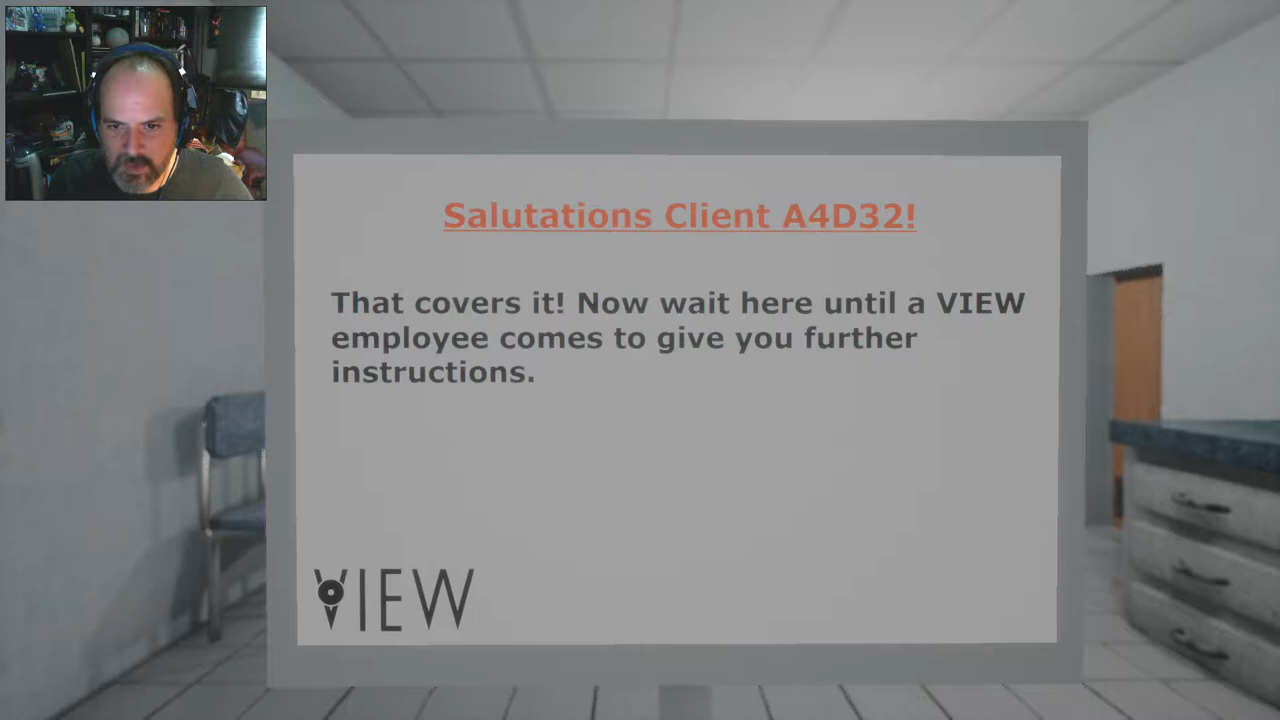 Salutations Client A4D32!
That covers it! Now wait here until a VIEW
employee comes to give you further
instructions.
VIEW